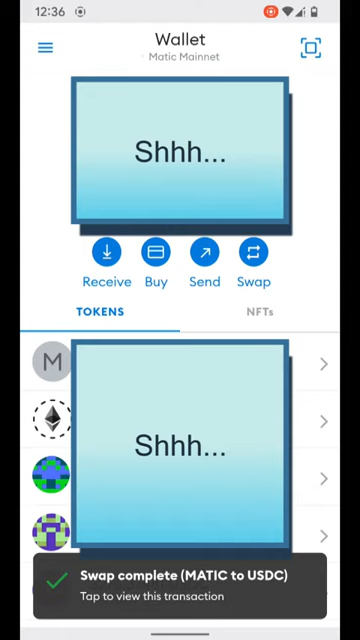 12:36
Wallet
Matic Mainnet
Shhh...
Receive
Buy
Send
Swap
TOKENS
NFTs
M
Shhh...
Swap complete (MATIC to USDC)
Tap to view this transaction